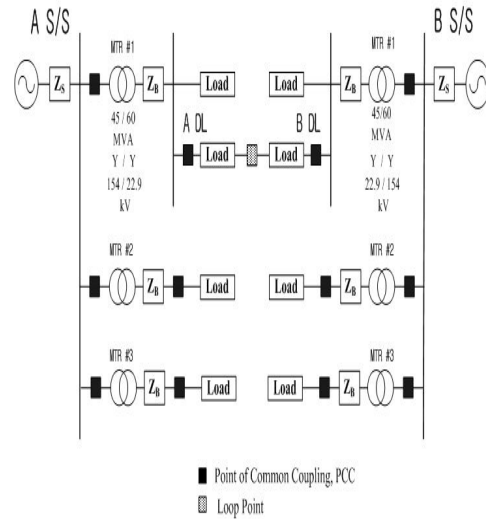 A S/S
B S/S
MTR #1
MTR #1
Z_S
Z_B
Load
Load
Z_B
Z_S
45 / 60
MVA
Y / Y
154 / 22.9
kV
A DL
B DL
45/60
MVA
Y / Y
22.9 / 154
kV
Load
Load
MTR #2
MTR #2
Z_B
Load
Load
Z_B
MTR #3
MTR #3
Z_B
Load
Load
Z_B
Point of Common Coupling, PCC
Loop Point